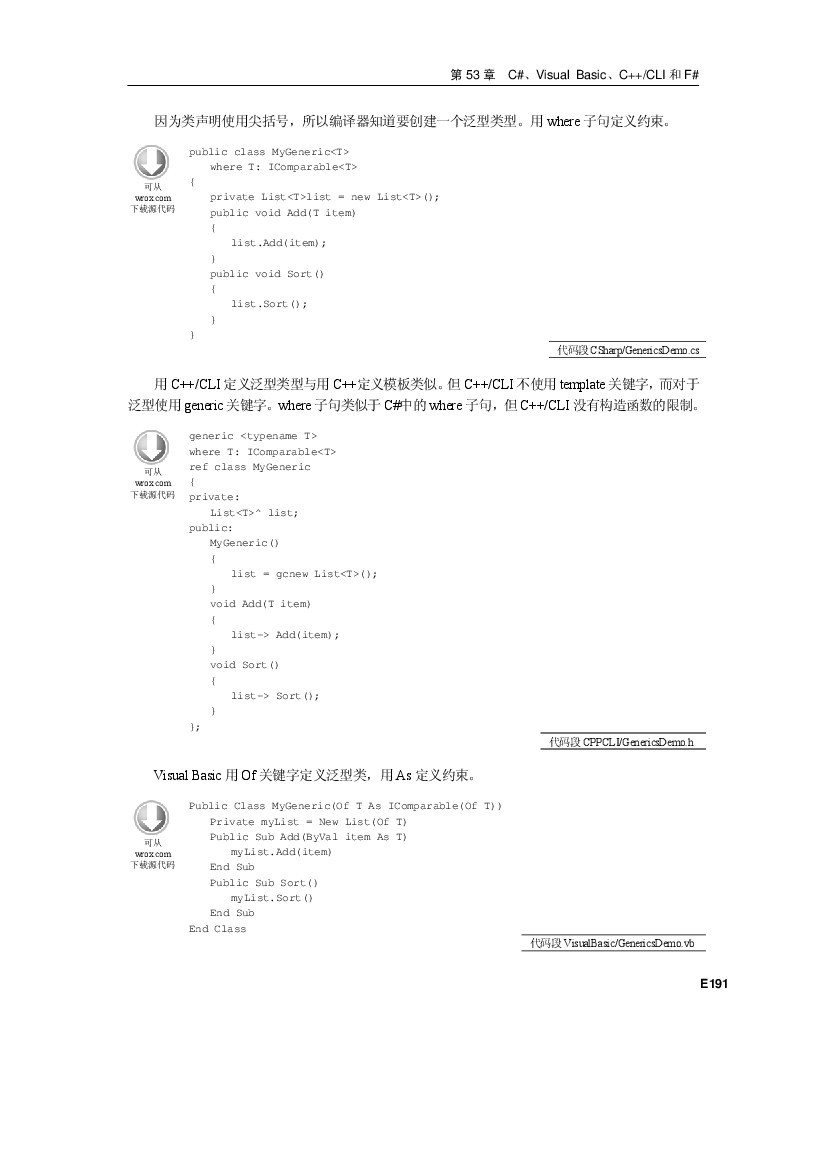 第 53 章 C#、Visual Basic、C++/CLI 和 F#
因为类声明使用尖括号，所以编译器知道要创建一个泛型类型。用 where 子句定义约束。
可从
wrox.com
下载源代码
public class MyGeneric<T>
where T: IComparable<T>
{
private List<T>list = new List<T>();
public void Add(T item)
{
list.Add(item);
}
public void Sort()
{
list.Sort();
}
}
代码段 CSharp/GenericsDemo.cs
用 C++/CLI 定义泛型类型与用 C++定义模板类似。但 C++/CLI 不使用 template 关键字，而对于
泛型使用 generic 关键字。where 子句类似于 C#中的 where 子句，但 C++/CLI 没有构造函数的限制。
可从
wrox.com
下载源代码
generic <typename T>
where T: IComparable<T>
ref class MyGeneric
{
private:
List<T>^ list;
public:
MyGeneric()
{
list = gcnew List<T>();
}
void Add(T item)
{
list-> Add(item);
}
void Sort()
{
list-> Sort();
}
};
代码段 CPPCLI/GenericsDemo.h
Visual Basic 用 Of 关键字定义泛型类，用 As 定义约束。
可从
wrox.com
下载源代码
Public Class MyGeneric(Of T As IComparable(Of T))
Private myList = New List(Of T)
Public Sub Add(ByVal item As T)
myList.Add(item)
End Sub
Public Sub Sort()
myList.Sort()
End Sub
End Class
代码段 VisualBasic/GenericsDemo.vb
E191